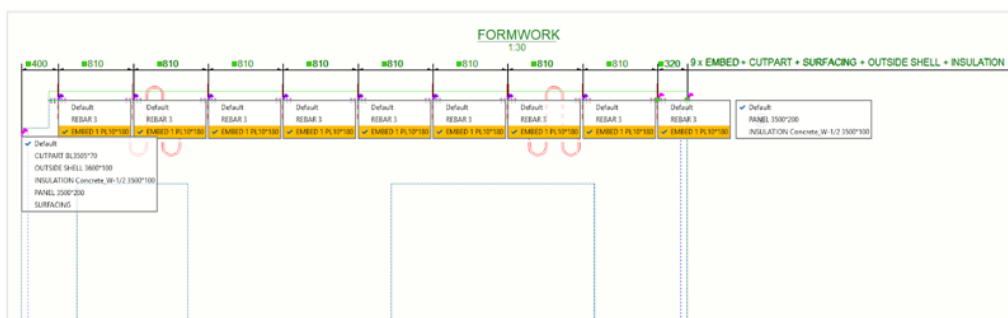 FORMWORK
1:30
400 810 810 810 810 810 810 810 810 320 9 x EMBED + CUTPART + SURFACING + OUTSIDE SHELL + INSULATION
Default Default Default Default Default Default Default Default Default Default
REBAR 3 REBAR 3 REBAR 3 REBAR 3 REBAR 3 REBAR 3 REBAR 3 REBAR 3 REBAR 3 PANEL 3500*200
EMBED 1 PL10*180 EMBED 1 PL10*180 EMBED 1 PL10*180 EMBED 1 PL10*180 EMBED 1 PL10*180 EMBED 1 PL10*180 EMBED 1 PL10*180 EMBED 1 PL10*180 EMBED 1 PL10*180 INSULATION Concrete_W-1/2 3500*100
Default
CUTPART BL3505*70
OUTSIDE SHELL 3600*100
INSULATION Concrete_W-1/2 3500*100
PANEL 3500*200
SURFACING